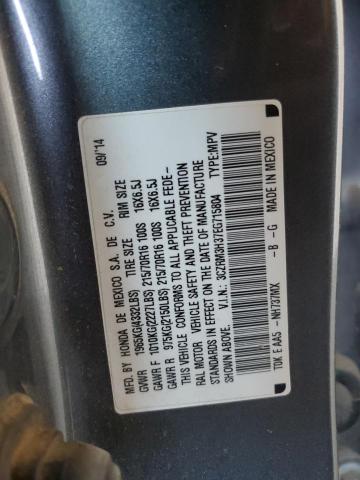 MFD. BY HONDA DE MEXICO S.A. DE C.V. 09/14
GVWR 1965KG(4332LBS) TIRE SIZE RIM SIZE
GAWR F 1010KG(2227LBS) 215/70R16 100S 16X6.5J
GAWR R 975KG(2150LBS) 215/70R16 100S 16X6.5J
THIS VEHICLE CONFORMS TO ALL APPLICABLE FEDE-
RAL MOTOR VEHICLE SAFETY AND THEFT PREVENTION
STANDARDS IN EFFECT ON THE DATE OF MANUFACTURE
SHOWN ABOVE. V.I.N.: 3CZRM3H37EG715804 TYPE:MPV
TDK E AA5 - NH737MX - B - G MADE IN MEXICO